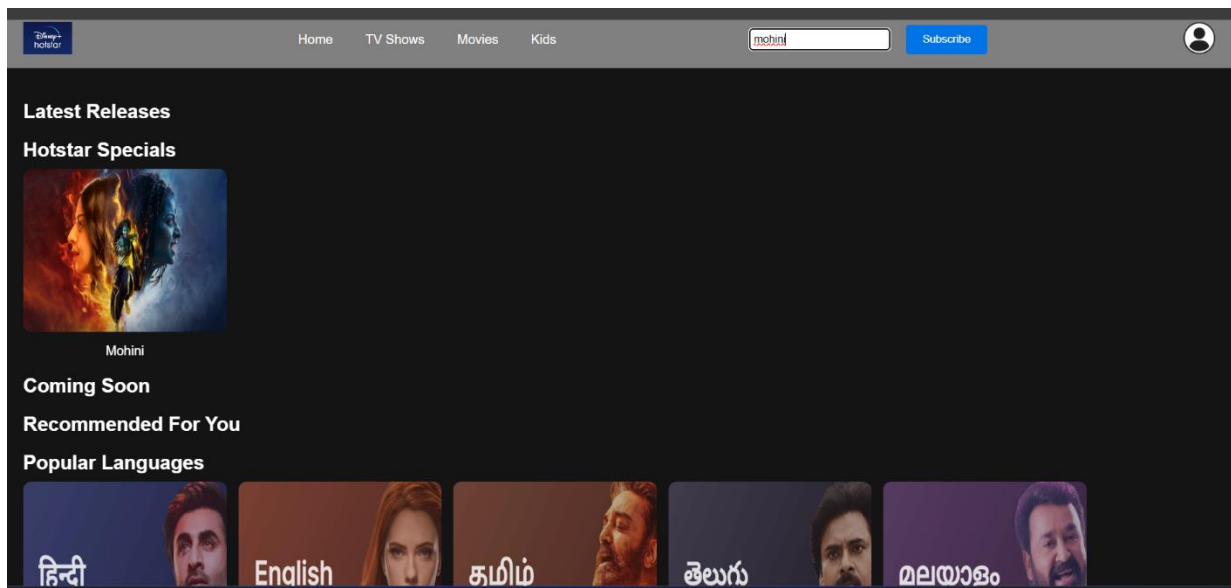 Disney+
hotstar
Home TV Shows Movies Kids mohini Subscribe
Latest Releases
Hotstar Specials
Mohini
Coming Soon
Recommended For You
Popular Languages
हिन्दी English தமிழ் తెలుగు മലയാളം